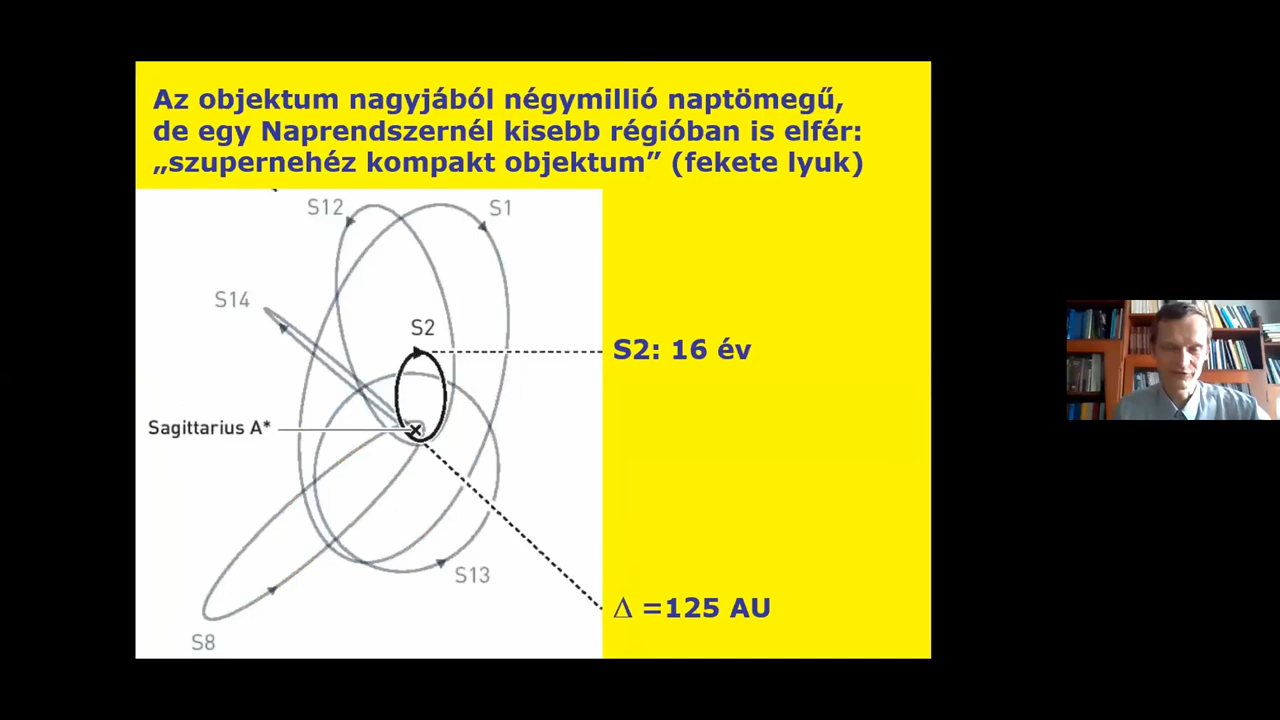 Az objektum nagyjából négymillió naptömegű,
de egy Naprendszernél kisebb régióban is elfér:
„szupernehéz kompakt objektum” (fekete lyuk)
S12
S1
S14
S2
S2: 16 év
Sagittarius A*
S13
Δ =125 AU
S8